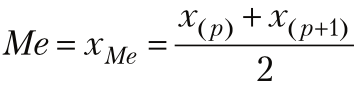 Me = x_{Me} = \frac{x_{(p)} + x_{(p+1)}}{2}